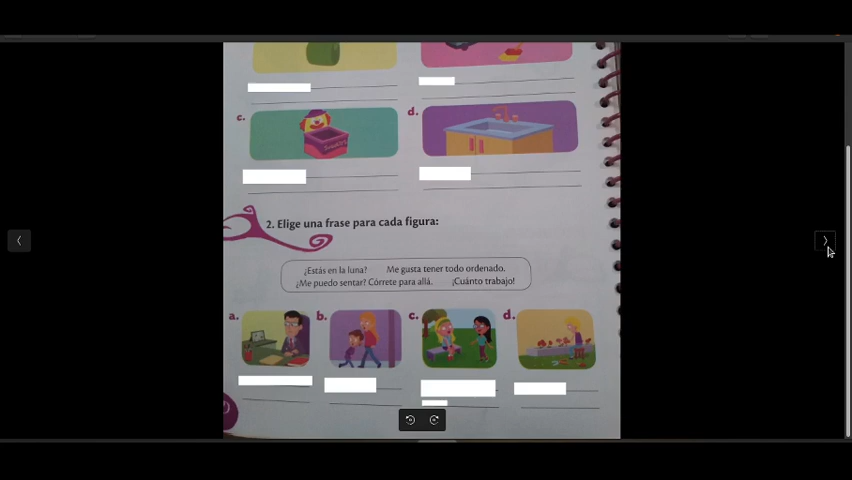 c.
d.
2. Elige una frase para cada figura:
¿Estás en la luna? Me gusta tener todo ordenado.
¿Me puedo sentar? Córrete para allá. ¡Cuánto trabajo!
a. b. c. d.